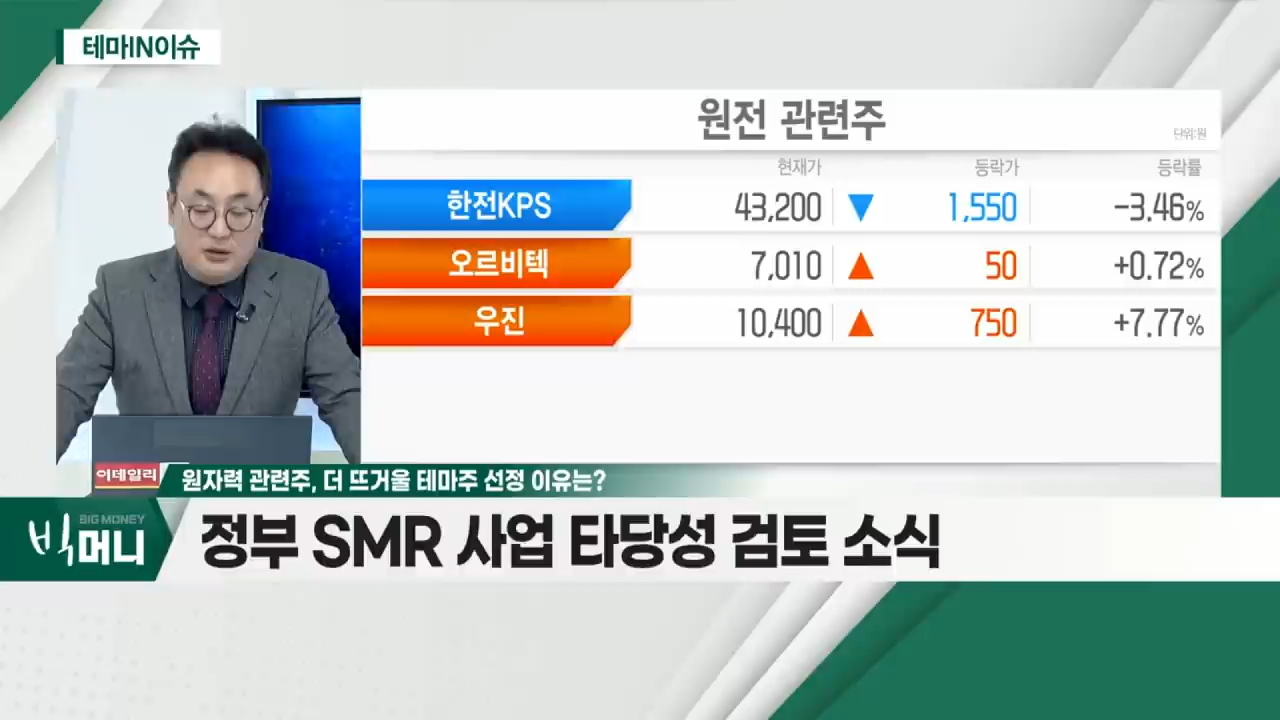 테마IN이슈
원전 관련주
단위:원
현재가 등락가 등락률
한전KPS 43,200 ▼ 1,550 -3.46%
오르비텍 7,010 ▲ 50 +0.72%
우진 10,400 ▲ 750 +7.77%
이데일리
원자력 관련주, 더 뜨거울 테마주 선정 이유는?
BIG MONEY
빅머니
정부 SMR 사업 타당성 검토 소식